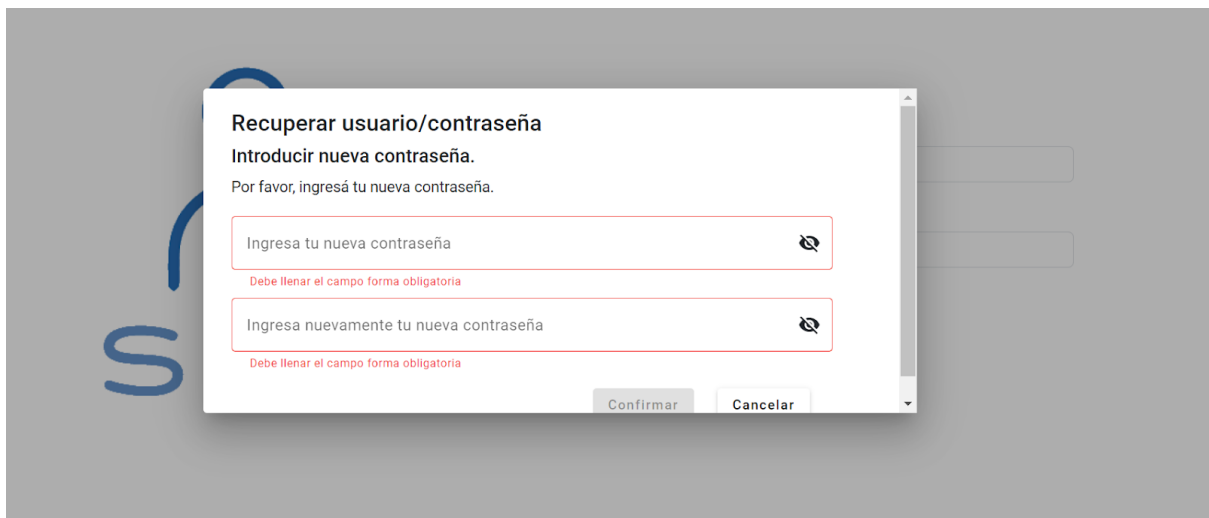 Recuperar usuario/contraseña
Introducir nueva contraseña.
Por favor, ingresá tu nueva contraseña.
Ingresa tu nueva contraseña
Debe llenar el campo forma obligatoria
Ingresa nuevamente tu nueva contraseña
Debe llenar el campo forma obligatoria
Confirmar Cancelar
S